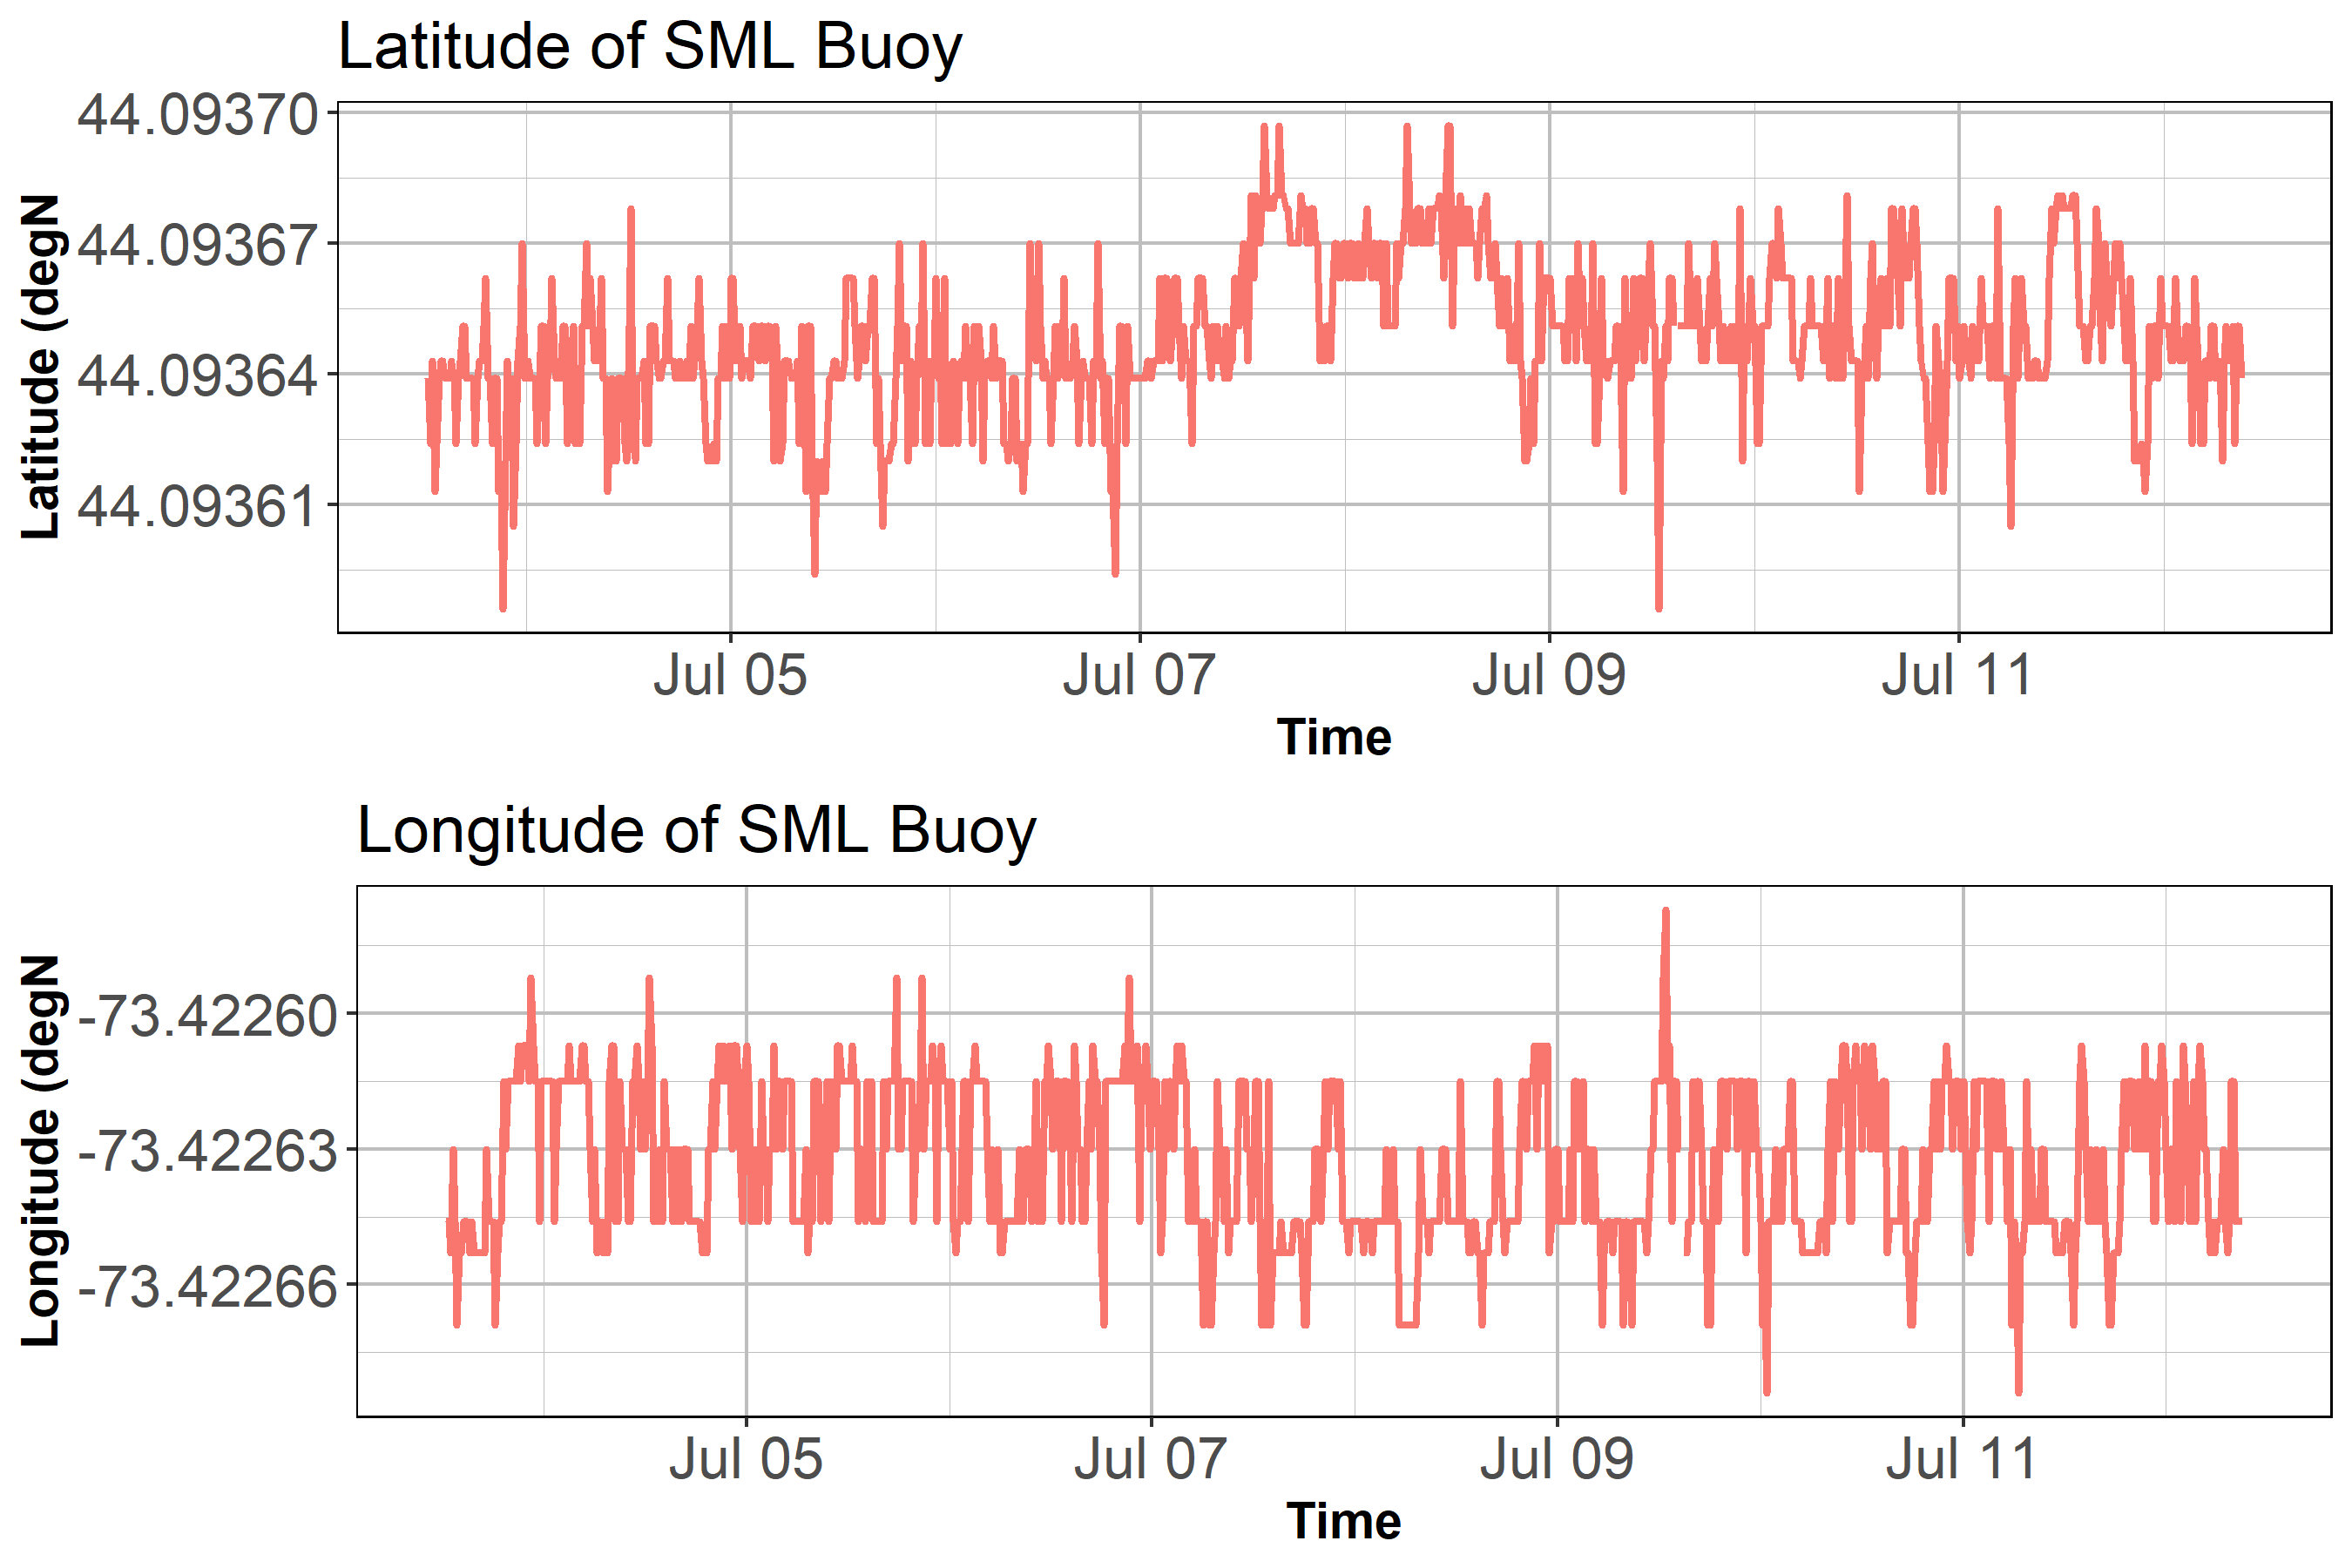 Latitude of SML Buoy
44.09370
44.09367
44.09364
44.09361
Latitude (degN
Jul 05 Jul 07 Jul 09 Jul 11
Time
Longitude of SML Buoy
-73.42260
-73.42263
-73.42266
Longitude (degN
Jul 05 Jul 07 Jul 09 Jul 11
Time